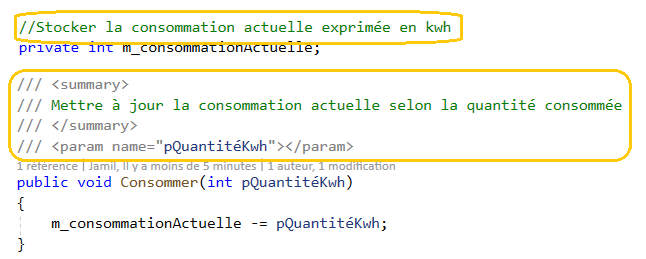 //Stocker la consommation actuelle exprimée en kwh
private int m_consommationActuelle;
/// <summary>
/// Mettre à jour la consommation actuelle selon la quantité consommée
/// </summary>
/// <param name="pQuantitéKwh"></param>
1 référence | Jamil, Il y a moins de 5 minutes | 1 auteur, 1 modification
public void Consommer(int pQuantitéKwh)
{
m_consommationActuelle -= pQuantitéKwh;
}